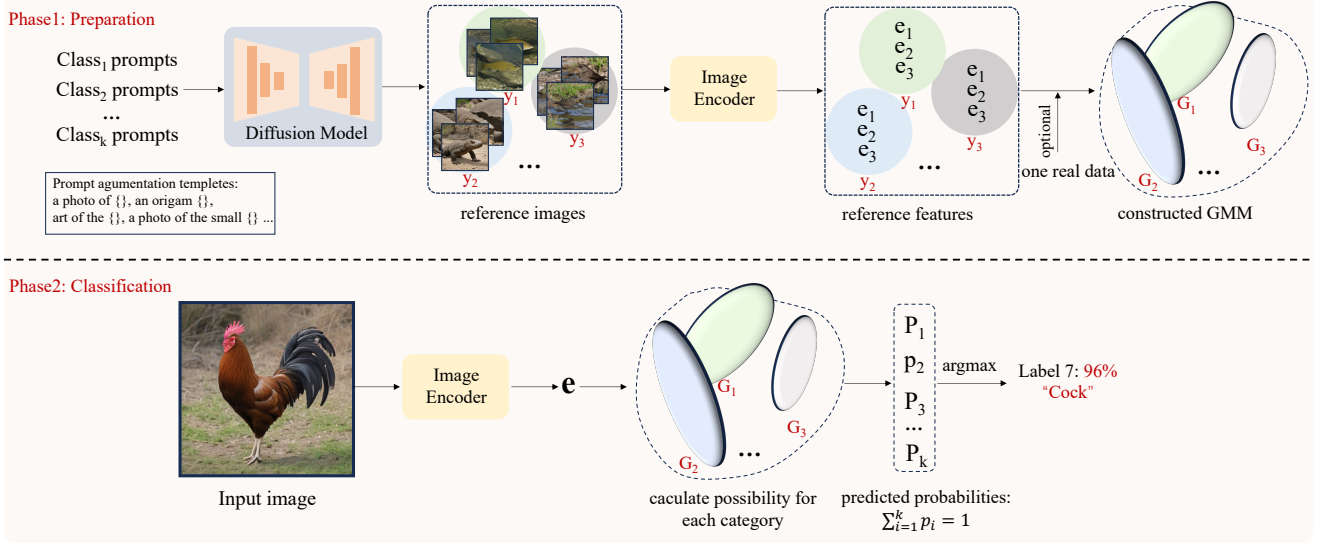 Phase1: Preparation
Class1 prompts
Class2 prompts
...
Classk prompts
Diffusion Model
Prompt agumentation templetes:
a photo of {}, an origam {},
art of the {}, a photo of the small {} ...
y1
y2
y3
...
reference images
Image
Encoder
e1
e2
e3
y1
e1
e2
e3
y2
e1
e2
e3
y3
...
reference features
optional
one real data
G1
G2
G3
...
constructed GMM
Phase2: Classification
Input image
Image
Encoder
e
G1
G2
G3
...
caculate possibility for
each category
P1
p2
P3
...
Pk
predicted probabilities:
∑ᵏᵢ₌₁ pᵢ = 1
argmax
Label 7: 96%
“Cock”